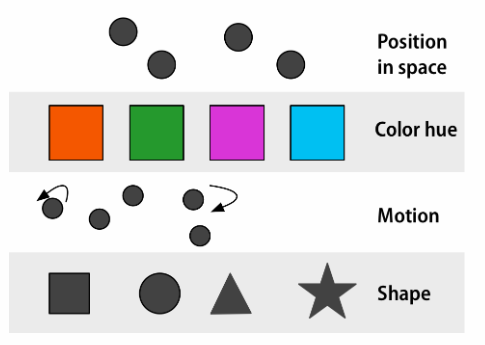 Position
in space
Color hue
Motion
Shape